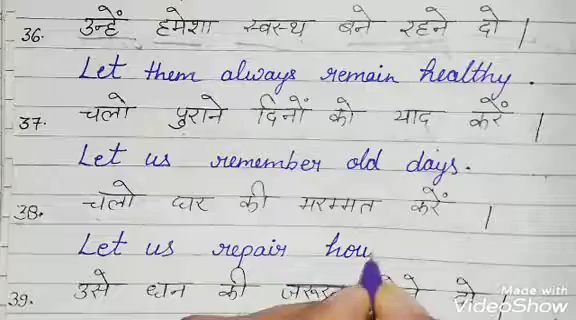 36. उन्हें हमेशा स्वस्थ बने रहने दो |
Let them always remain healthy.
37. चलो पुराने दिनों को याद करें |
Let us remember old days.
38. चलो घर की मरम्मत करें |
Let us repair hou
39. उसे धन की दो |
Made with
VideoShow